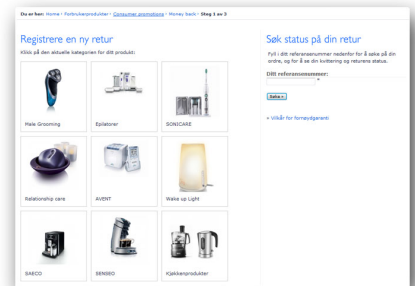 Du er her: Home › Forbrukerprodukter › Consumer promotions › Money back › Steg 1 av 3
Registrere en ny retur
Klikk på den aktuelle kategorien for ditt produkt:
Male Grooming
Epilatorer
SONICARE
Relationship care
AVENT
Wake up Light
SAECO
SENSEO
Kjøkkenprodukter
Søk status på din retur
Fyll i ditt referansenummer nedenfor for å søke på din
ordre, og for å se din kvittering og returens status.
Ditt referansenummer:
Søke »
» Vilkår for fornøydgaranti